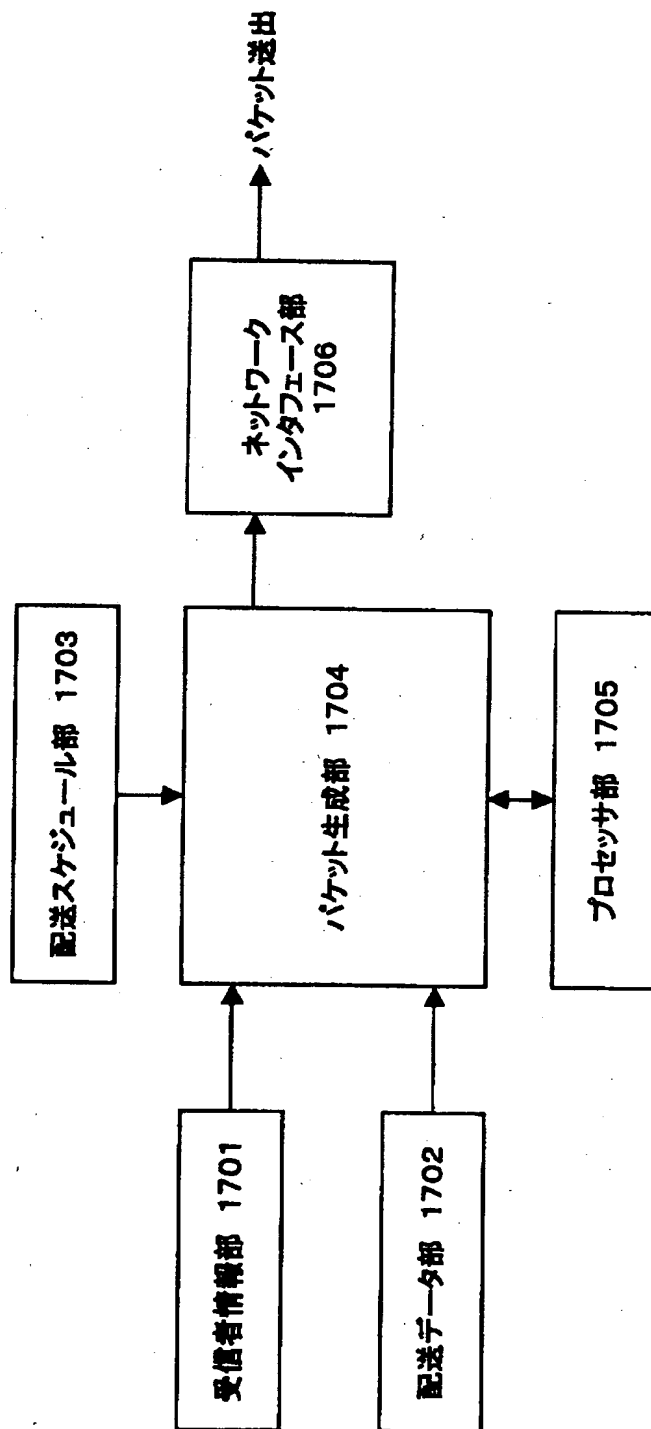 配送スケジュール部 1703
受信者情報部 1701
配送データ部 1702
パケット生成部 1704
プロセッサ部 1705
ネットワーク
インタフェース部
1706
パケット送出